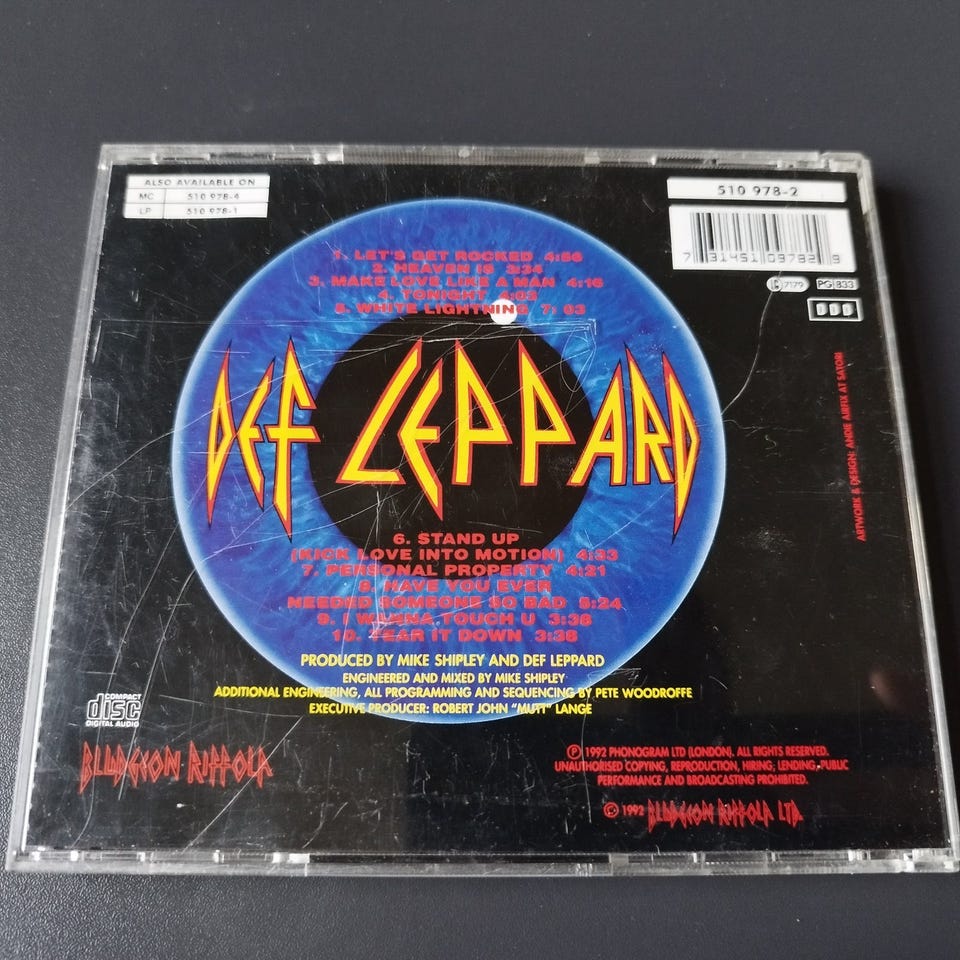 ALSO AVAILABLE ON
MC 510 978-4
LP 510 978-1
510 978-2
7 31451 09782 9
LC 7179
PG 833
DDD
1. LET'S GET ROCKED 4:56
2. HEAVEN IS 3:34
3. MAKE LOVE LIKE A MAN 4:16
4. TONIGHT 4:03
5. WHITE LIGHTNING 7: 03
DEF LEPPARD
ARTWORK & DESIGN: ANDIE AIRFIX AT SATORI
6. STAND UP
(KICK LOVE INTO MOTION) 4:33
7. PERSONAL PROPERTY 4:21
8. HAVE YOU EVER
NEEDED SOMEONE SO BAD 5:24
9. I WANNA TOUCH U 3:38
10. TEAR IT DOWN 3:38
PRODUCED BY MIKE SHIPLEY AND DEF LEPPARD
ENGINEERED AND MIXED BY MIKE SHIPLEY
ADDITIONAL ENGINEERING, ALL PROGRAMMING AND SEQUENCING BY PETE WOODROFFE
EXECUTIVE PRODUCER: ROBERT JOHN "MUTT" LANGE
COMPACT
disc
DIGITAL AUDIO
BLUDGEON RIFFOLA
℗ 1992 PHONOGRAM LTD (LONDON). ALL RIGHTS RESERVED.
UNAUTHORISED COPYING, REPRODUCTION, HIRING, LENDING, PUBLIC
PERFORMANCE AND BROADCASTING PROHIBITED.
© 1992 BLUDGEON RIFFOLA LTD.